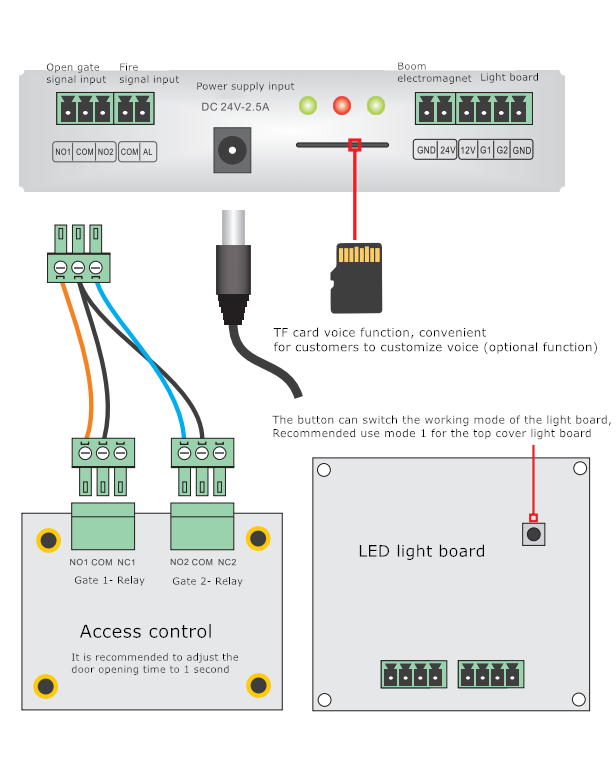 Open gate
signal input
Fire
signal input
Power supply input
DC 24V-2.5A
Boom
electromagnet
Light board
NO1 COM NO2
COM AL
GND 24V
12V G1 G2 GND
TF card voice function, convenient
for customers to customize voice (optional function)
The button can switch the working mode of the light board,
Recommended use mode 1 for the top cover light board
NO1 COM NC1
NO2 COM NC2
Gate 1- Relay
Gate 2- Relay
Access control
It is recommended to adjust the
door opening time to 1 second
LED light board